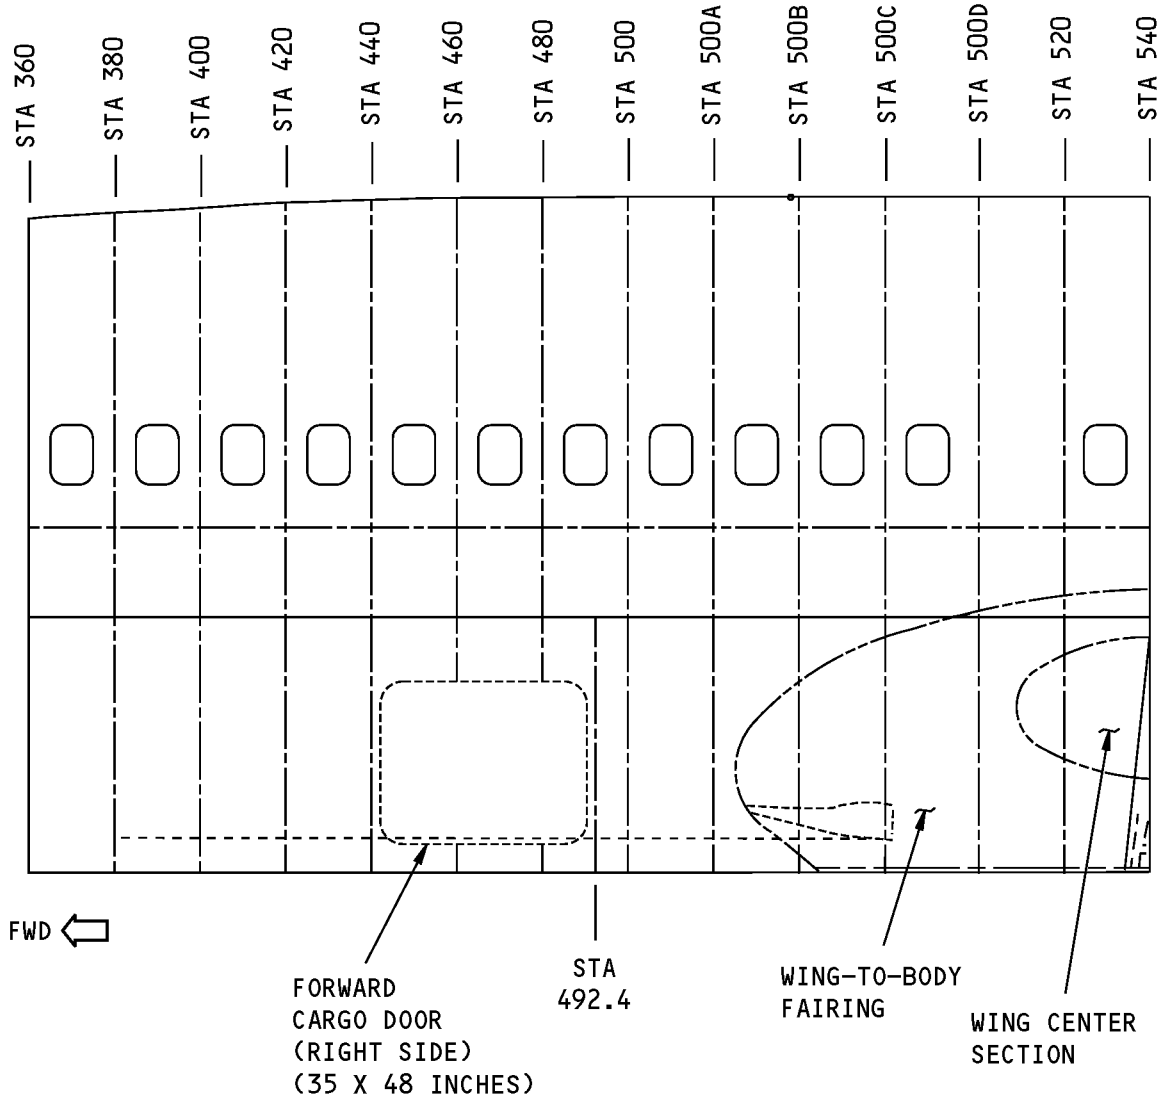 STA 360
STA 380
STA 400
STA 420
STA 440
STA 460
STA 480
STA 500
STA 500A
STA 500B
STA 500C
STA 500D
STA 520
STA 540
FWD
FORWARD
CARGO DOOR
(RIGHT SIDE)
(35 X 48 INCHES)
STA
492.4
WING-TO-BODY
FAIRING
WING CENTER
SECTION